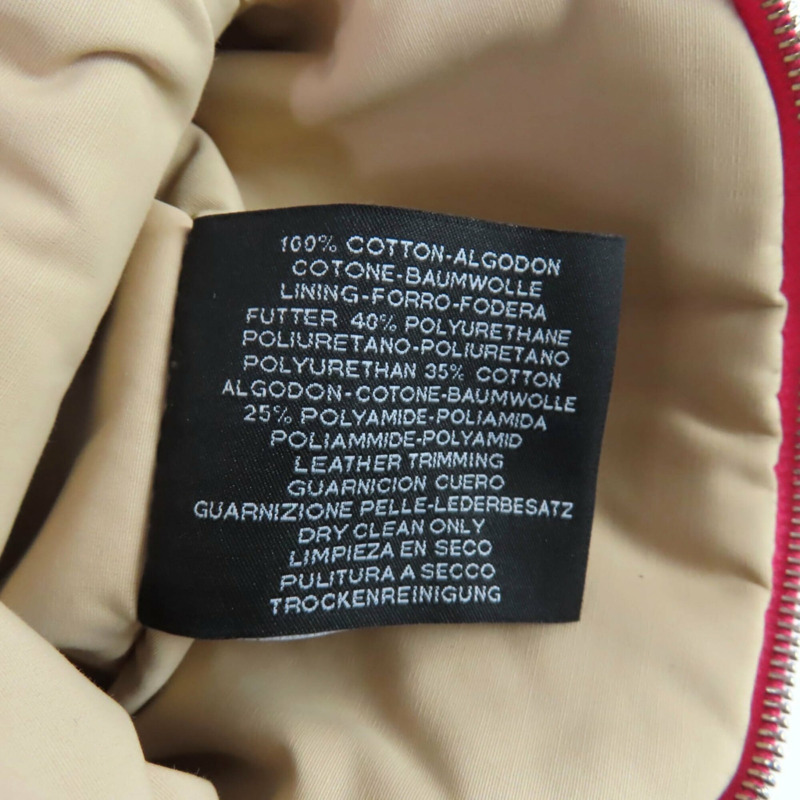 100% COTTON-ALGODON
COTONE-BAUMWOLLE
LINING-FORRO-FODERA
FUTTER 40% POLYURETHANE
POLIURETANO-POLIURETANO
POLYURETHAN 35% COTTON
ALGODON-COTONE-BAUMWOLLE
25% POLYAMIDE-POLIAMIDA
POLIAMMIDE-POLYAMID
LEATHER TRIMMING
GUARNICION CUERO
GUARNIZIONE PELLE-LEDERBESATZ
DRY CLEAN ONLY
LIMPIEZA EN SECO
PULITURA A SECCO
TROCKENREINIGUNG